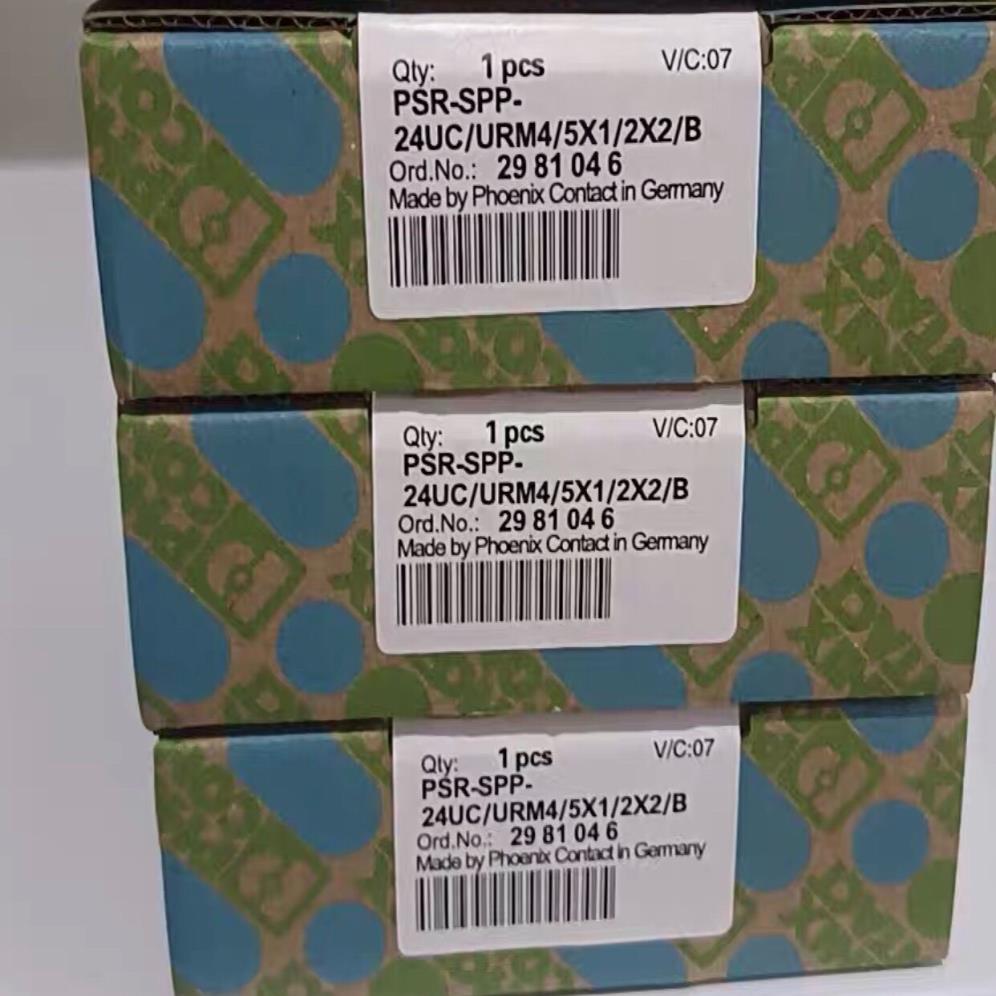 Qty: 1 pcs V/C:07
PSR-SPP-
24UC/URM4/5X1/2X2/B
Ord.No.: 29 81 04 6
Made by Phoenix Contact in Germany
Qty: 1 pcs V/C:07
PSR-SPP-
24UC/URM4/5X1/2X2/B
Ord.No.: 29 81 04 6
Made by Phoenix Contact in Germany
Qty: 1 pcs V/C:07
PSR-SPP-
24UC/URM4/5X1/2X2/B
Ord.No.: 29 81 04 6
Made by Phoenix Contact in Germany